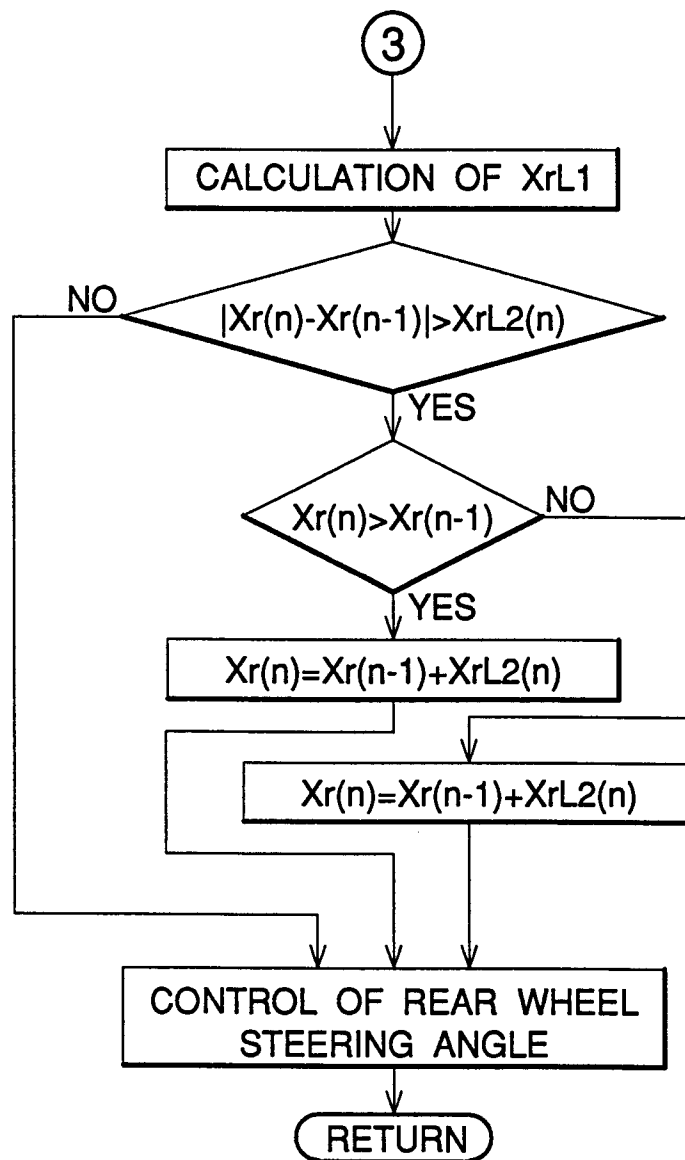 3
CALCULATION OF XrL1
NO
|Xr(n)-Xr(n-1)|>XrL2(n)
YES
Xr(n)>Xr(n-1)
NO
YES
Xr(n)=Xr(n-1)+XrL2(n)
Xr(n)=Xr(n-1)+XrL2(n)
CONTROL OF REAR WHEEL
STEERING ANGLE
RETURN